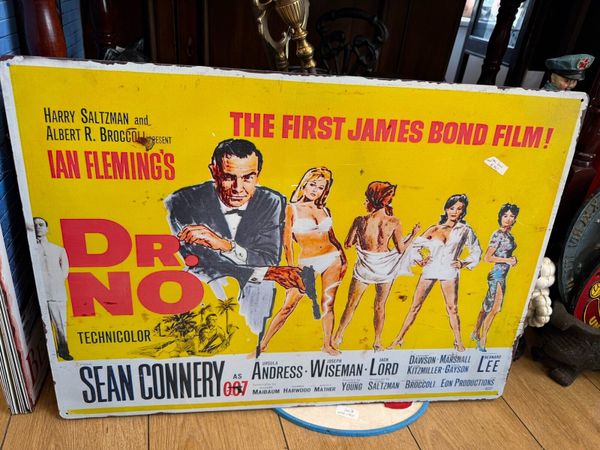 HARRY SALTZMAN and
ALBERT R. BROCCOLI PRESENT
IAN FLEMING'S
THE FIRST JAMES BOND FILM!
DR.
NO
TECHNICOLOR
SEAN CONNERY AS 007
URSULA ANDRESS · JOSEPH WISEMAN · JACK LORD
DAWSON · MARSHALL
KITZMILLER · GAYSON
BERNARD LEE
MAIBAUM HARWOOD MATHER
YOUNG SALTZMAN BROCCOLI EON PRODUCTIONS